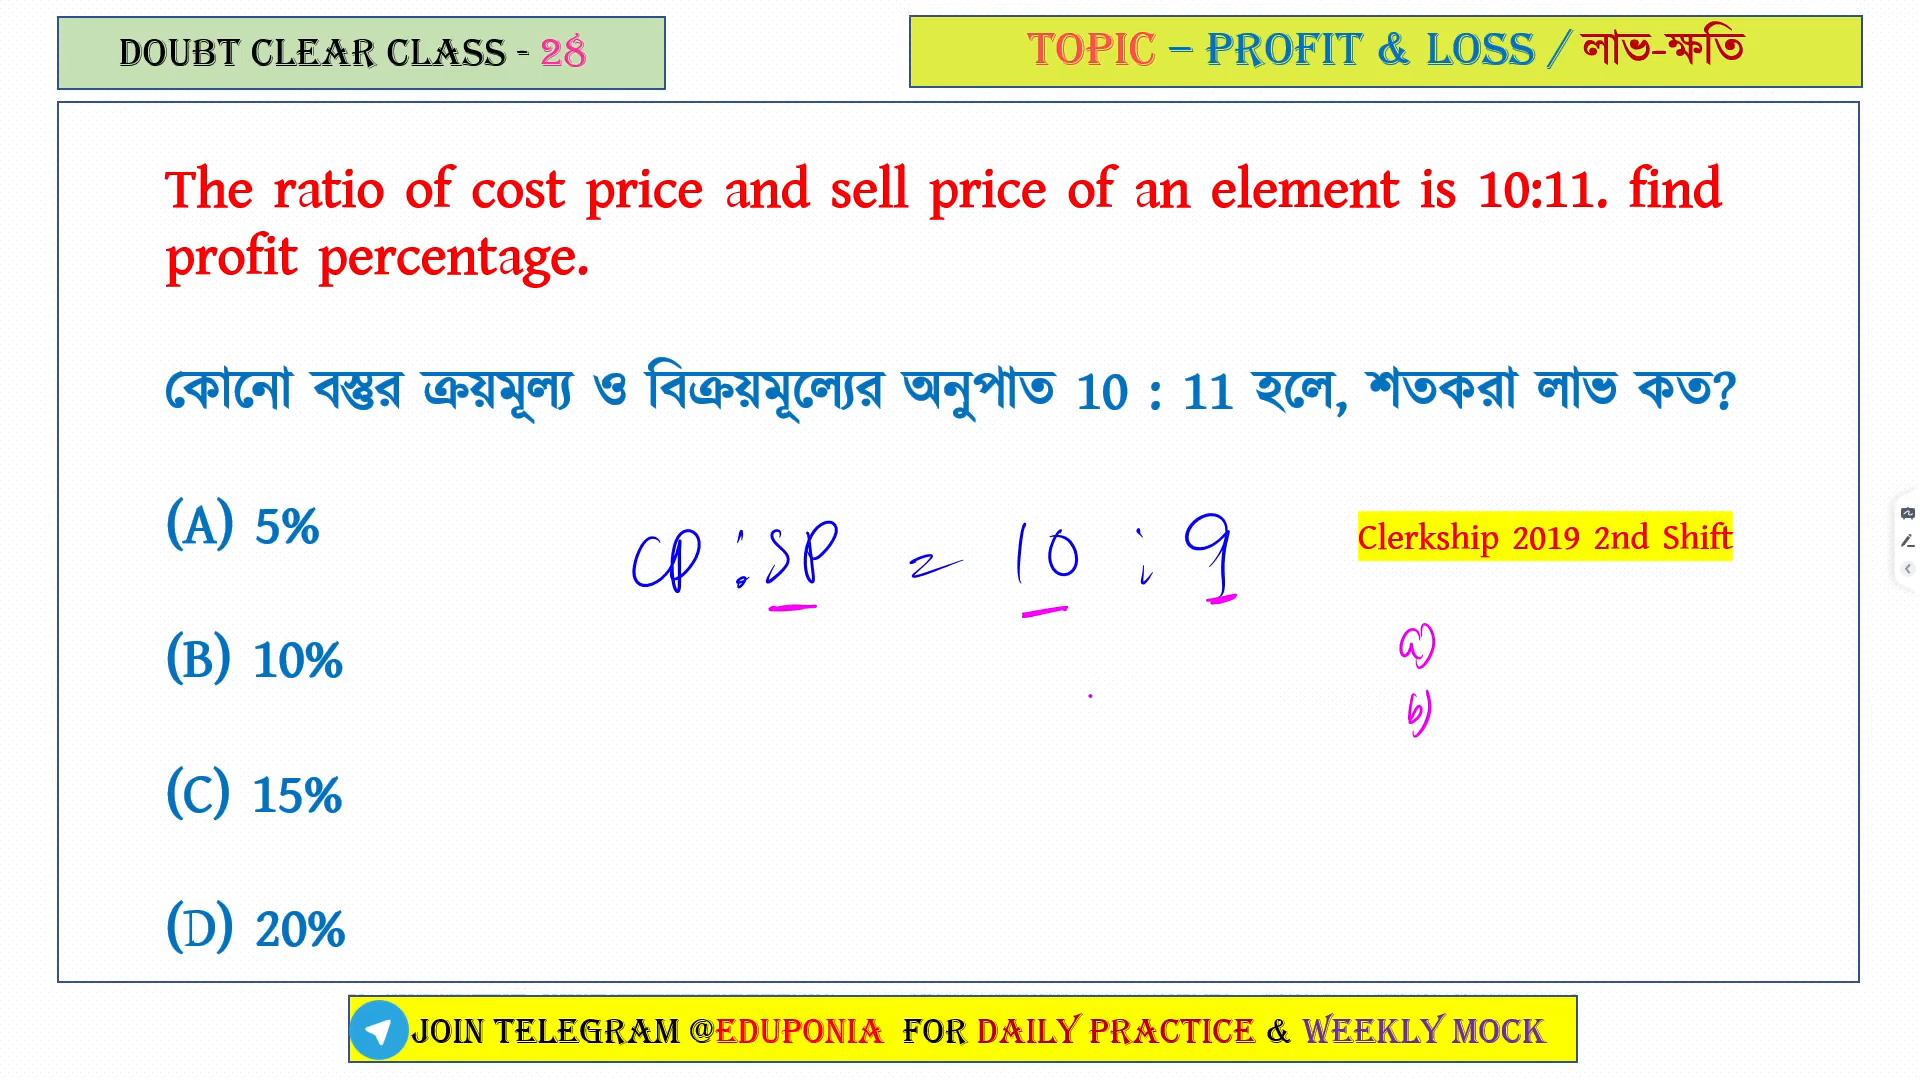 DOUBT CLEAR CLASS - 28
TOPIC – PROFIT & LOSS / লাভ-ক্ষতি
The ratio of cost price and sell price of an element is 10:11. find
profit percentage.
কোনো বস্তুর ক্রয়মূল্য ও বিক্রয়মূল্যের অনুপাত 10 : 11 হলে, শতকরা লাভ কত?
(A) 5%
CP : SP = 10 : 9
Clerkship 2019 2nd Shift
a)
(B) 10%
b)
(C) 15%
(D) 20%
JOIN TELEGRAM @EDUPONIA FOR DAILY PRACTICE & WEEKLY MOCK